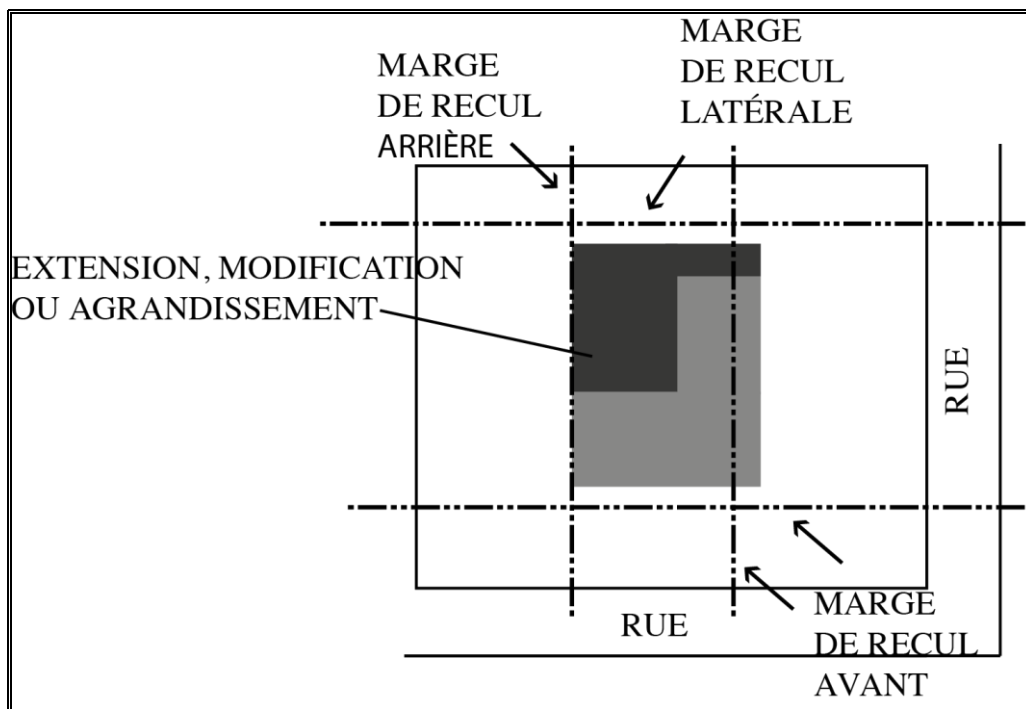 MARGE
DE RECUL
ARRIÈRE
MARGE
DE RECUL
LATÉRALE
EXTENSION, MODIFICATION
OU AGRANDISSEMENT
RUE
RUE
MARGE
DE RECUL
AVANT